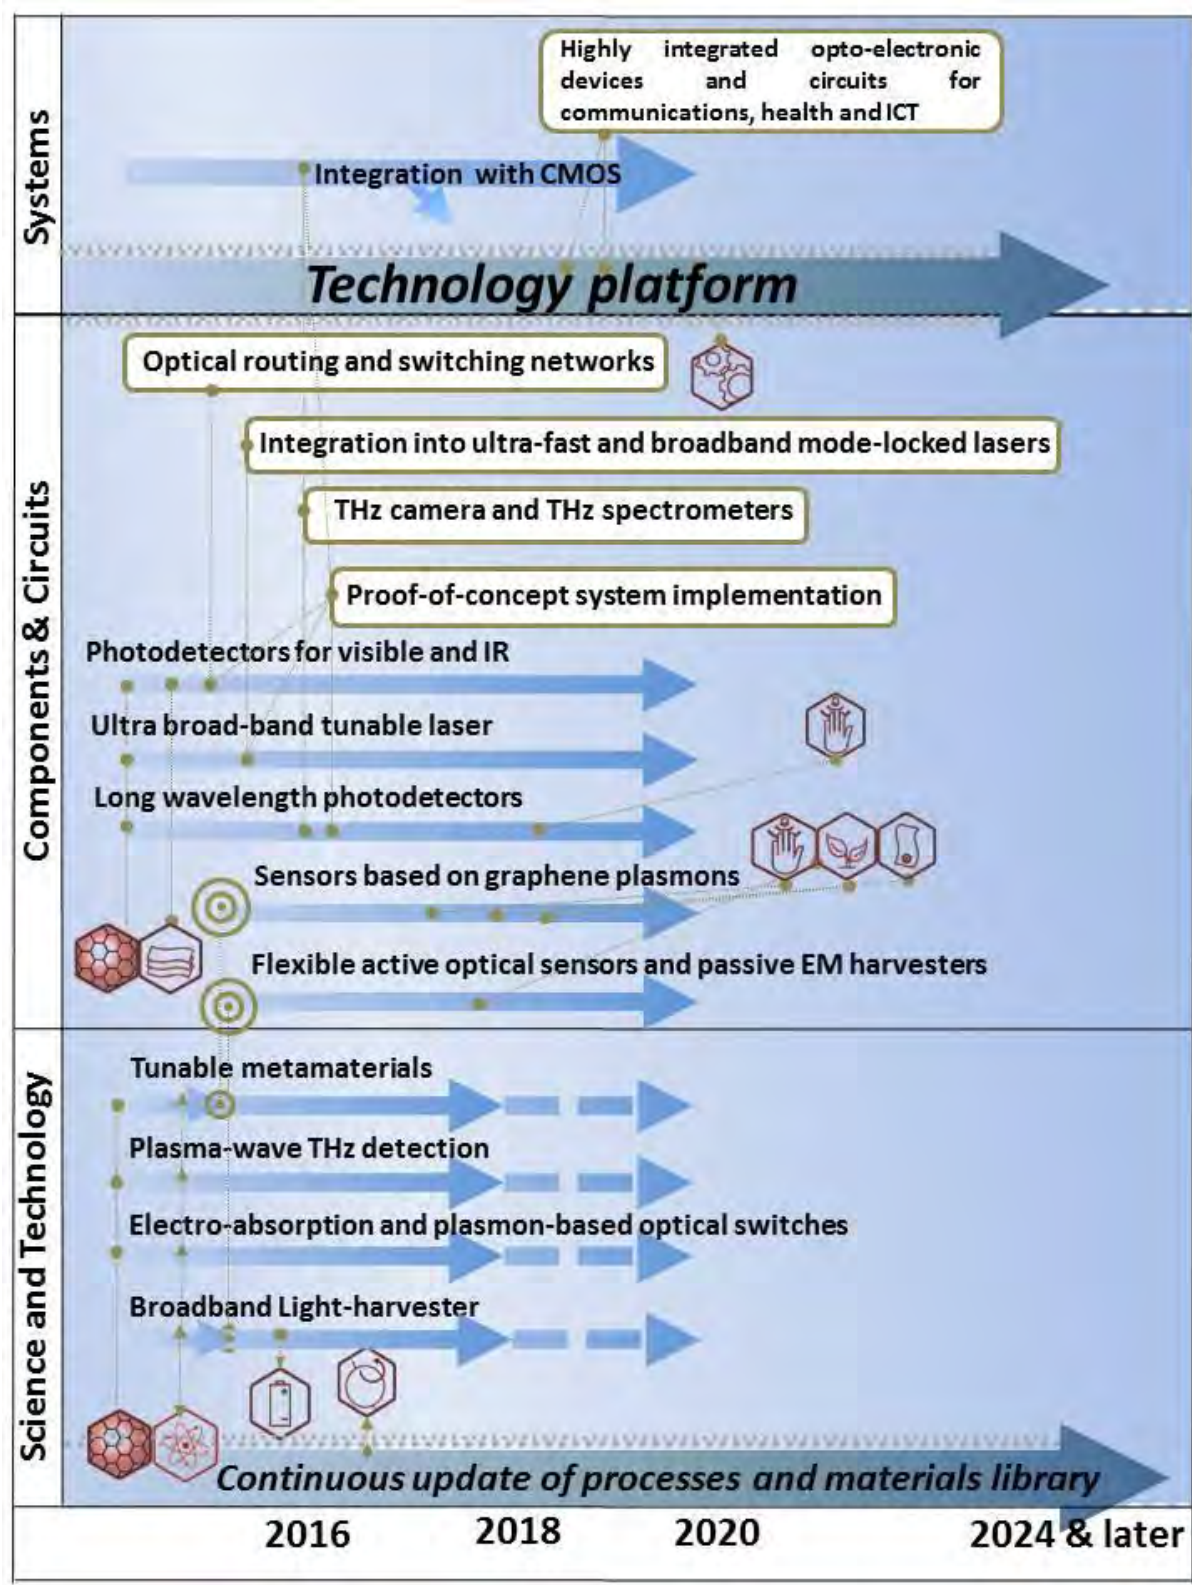 Systems
Highly integrated opto-electronic
devices and circuits for
communications, health and ICT
Integration with CMOS
Technology platform
Components & Circuits
Optical routing and switching networks
Integration into ultra-fast and broadband mode-locked lasers
THz camera and THz spectrometers
Proof-of-concept system implementation
Photodetectors for visible and IR
Ultra broad-band tunable laser
Long wavelength photodetectors
Sensors based on graphene plasmons
Flexible active optical sensors and passive EM harvesters
Science and Technology
Tunable metamaterials
Plasma-wave THz detection
Electro-absorption and plasmon-based optical switches
Broadband Light-harvester
Continuous update of processes and materials library
2016 2018 2020 2024 & later